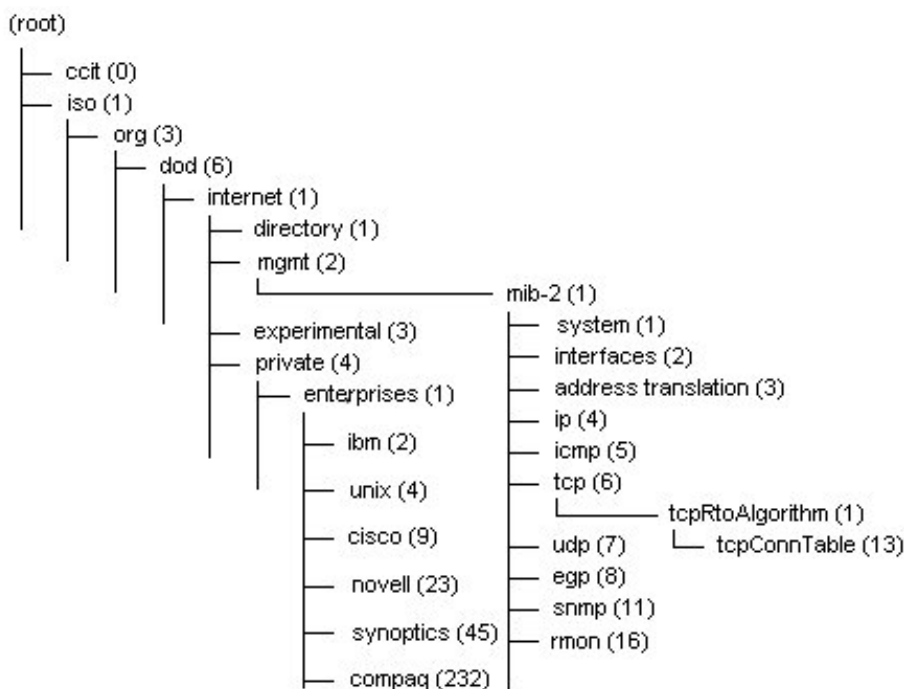 (root)
ccit (0)
iso (1)
org (3)
dod (6)
internet (1)
directory (1)
mgmt (2)
mib-2 (1)
system (1)
interfaces (2)
address translation (3)
ip (4)
icmp (5)
tcp (6)
tcpRtoAlgorithm (1)
tcpConnTable (13)
udp (7)
egp (8)
snmp (11)
rmon (16)
experimental (3)
private (4)
enterprises (1)
ibm (2)
unix (4)
cisco (9)
novell (23)
synoptics (45)
compaq (232)